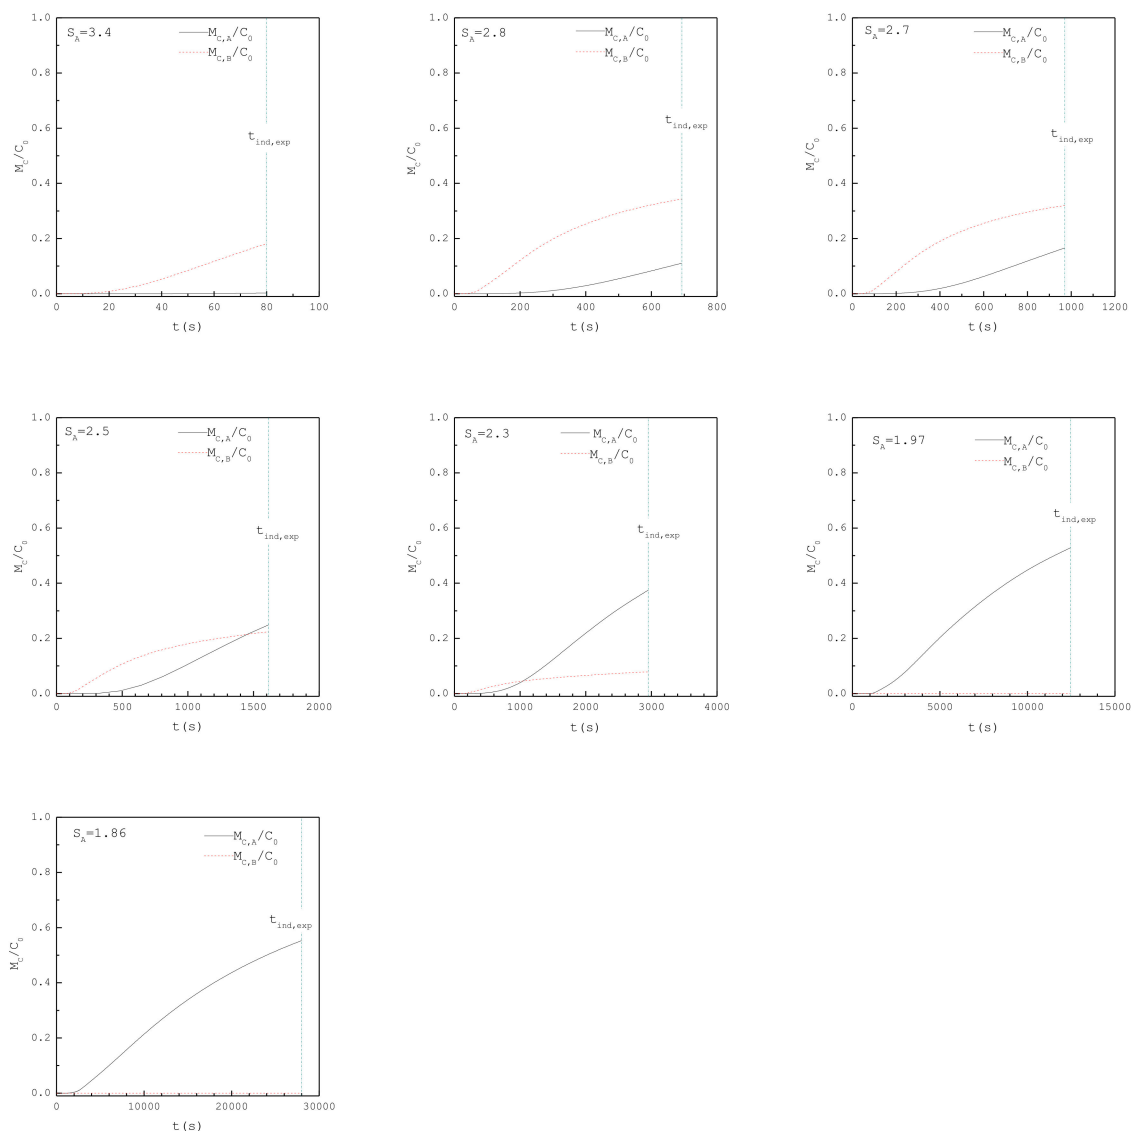 S_A=3.4
M_C,A/C_0
M_C,B/C_0
t_ind,exp
M_C/C_0
1.0
0.8
0.6
0.4
0.2
0.0
0 20 40 60 80 100
t(s)
S_A=2.8
M_C,A/C_0
M_C,B/C_0
t_ind,exp
M_C/C_0
1.0
0.8
0.6
0.4
0.2
0.0
0 200 400 600 800
t(s)
S_A=2.7
M_C,A/C_0
M_C,B/C_0
t_ind,exp
M_C/C_0
1.0
0.8
0.6
0.4
0.2
0.0
0 200 400 600 800 1000 1200
t(s)
S_A=2.5
M_C,A/C_0
M_C,B/C_0
t_ind,exp
M_C/C_0
1.0
0.8
0.6
0.4
0.2
0.0
0 500 1000 1500 2000
t(s)
S_A=2.3
M_C,A/C_0
M_C,B/C_0
t_ind,exp
M_C/C_0
1.0
0.8
0.6
0.4
0.2
0.0
0 1000 2000 3000 4000
t(s)
S_A=1.97
M_C,A/C_0
M_C,B/C_0
t_ind,exp
M_C/C_0
1.0
0.8
0.6
0.4
0.2
0.0
0 5000 10000 15000
t(s)
S_A=1.86
M_C,A/C_0
M_C,B/C_0
t_ind,exp
M_C/C_0
1.0
0.8
0.6
0.4
0.2
0.0
0 10000 20000 30000
t(s)